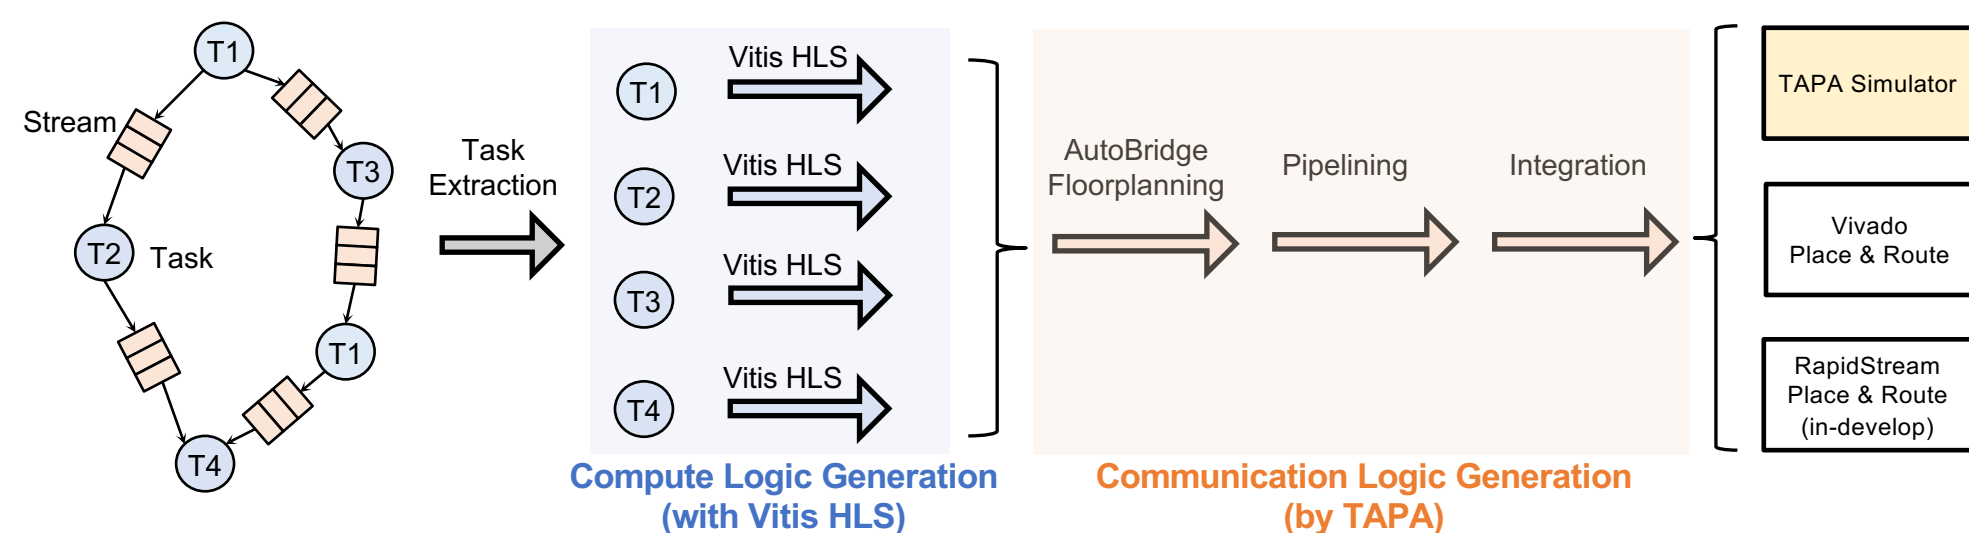 T1
Stream
T3
T2
Task
T1
T4
Task
Extraction
T1
Vitis HLS
T2
Vitis HLS
T3
Vitis HLS
T4
Vitis HLS
Compute Logic Generation
(with Vitis HLS)
AutoBridge
Floorplanning
Pipelining
Integration
Communication Logic Generation
(by TAPA)
TAPA Simulator
Vivado
Place & Route
RapidStream
Place & Route
(in-develop)